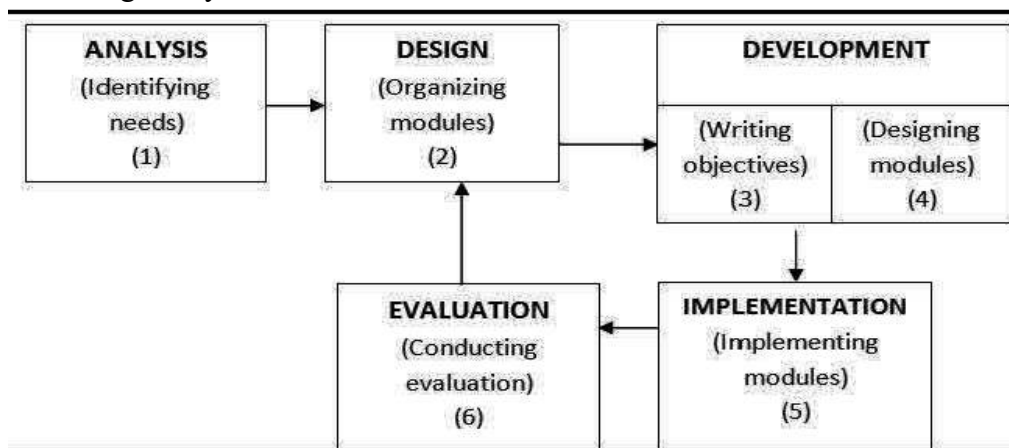 ANALYSIS
(Identifying
needs)
(1)
DESIGN
(Organizing
modules)
(2)
DEVELOPMENT
(Writing
objectives)
(3)
(Designing
modules)
(4)
EVALUATION
(Conducting
evaluation)
(6)
IMPLEMENTATION
(Implementing
modules)
(5)